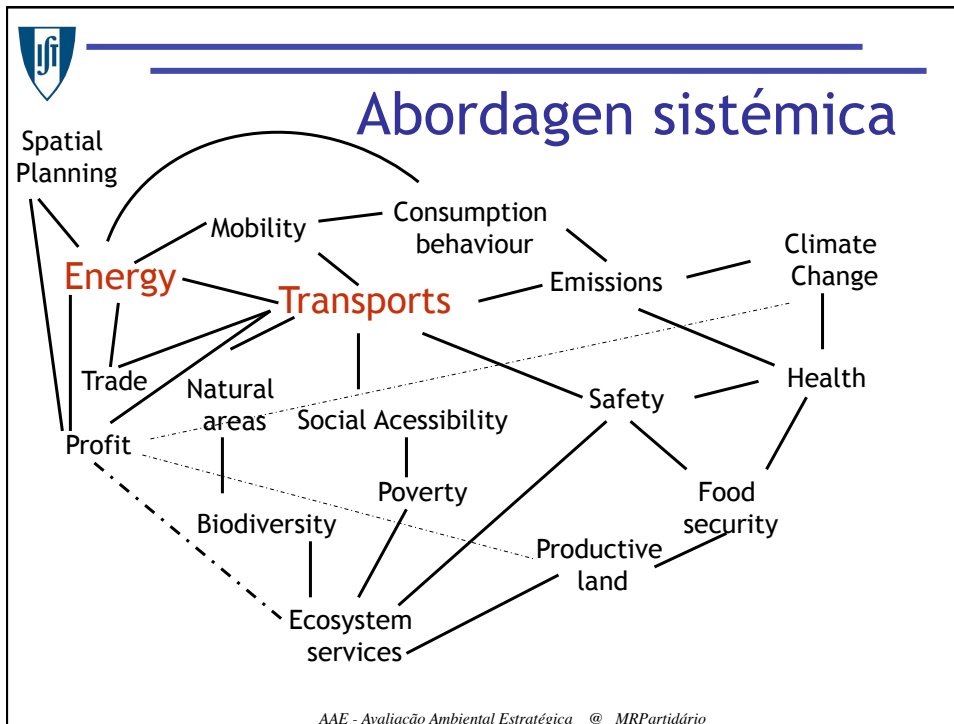 IST
Abordagen sistémica
Spatial
Planning
Mobility
Consumption
behaviour
Climate
Change
Energy
Transports
Emissions
Trade
Natural
areas
Social Acessibility
Safety
Health
Profit
Poverty
Food
security
Biodiversity
Productive
land
Ecosystem
services
AAE - Avaliação Ambiental Estratégica @ MRPartidário